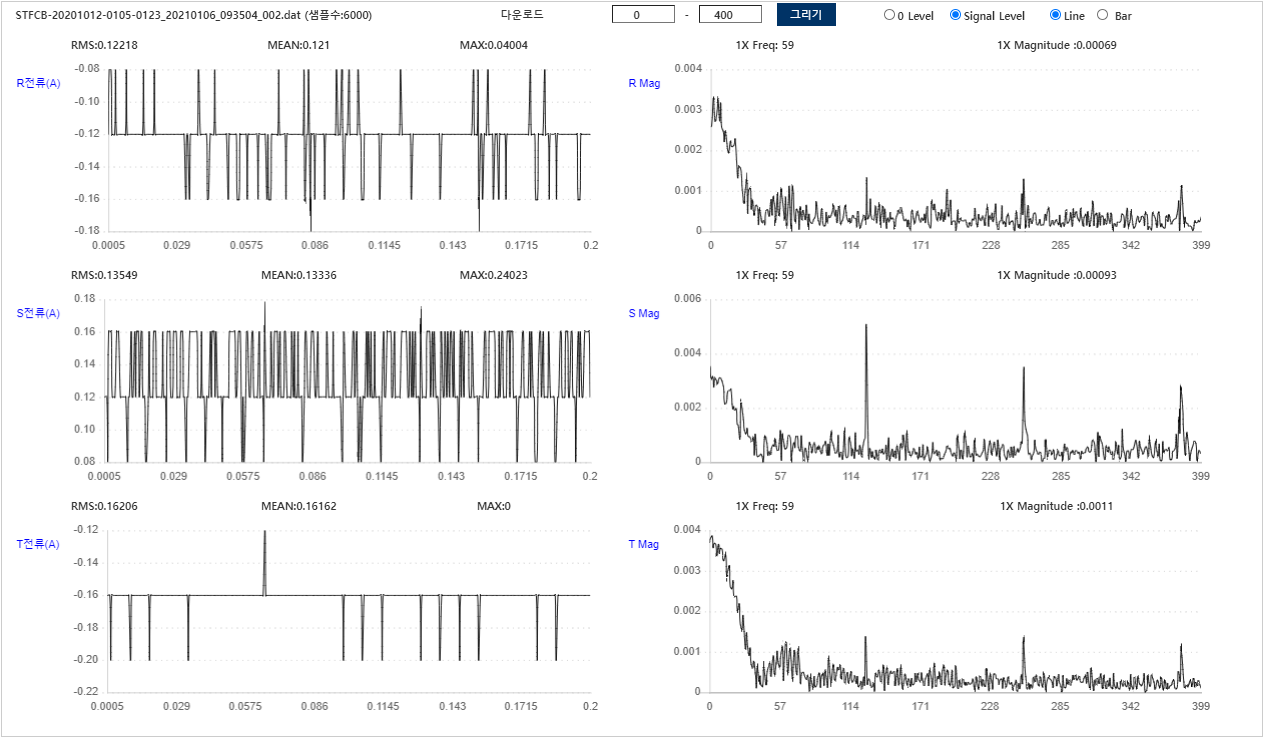 STFCB-20201012-0105-0123_20210106_093504_002.dat (샘플수:6000) 다운로드 0 - 400 그리기 0 Level Signal Level Line Bar
RMS:0.12218 MEAN:0.121 MAX:0.04004 1X Freq: 59 1X Magnitude :0.00069
R전류(A)
-0.08
-0.10
-0.12
-0.14
-0.16
-0.18
0.0005 0.029 0.0575 0.086 0.1145 0.143 0.1715 0.2
R Mag
0.004
0.003
0.002
0.001
0
0 57 114 171 228 285 342 399
RMS:0.13549 MEAN:0.13336 MAX:0.24023 1X Freq: 59 1X Magnitude :0.00093
S전류(A)
0.18
0.16
0.14
0.12
0.10
0.08
0.0005 0.029 0.0575 0.086 0.1145 0.143 0.1715 0.2
S Mag
0.006
0.004
0.002
0
0 57 114 171 228 285 342 399
RMS:0.16206 MEAN:0.16162 MAX:0 1X Freq: 59 1X Magnitude :0.0011
T전류(A)
-0.12
-0.14
-0.16
-0.18
-0.20
-0.22
0.0005 0.029 0.0575 0.086 0.1145 0.143 0.1715 0.2
T Mag
0.004
0.003
0.002
0.001
0
0 57 114 171 228 285 342 399